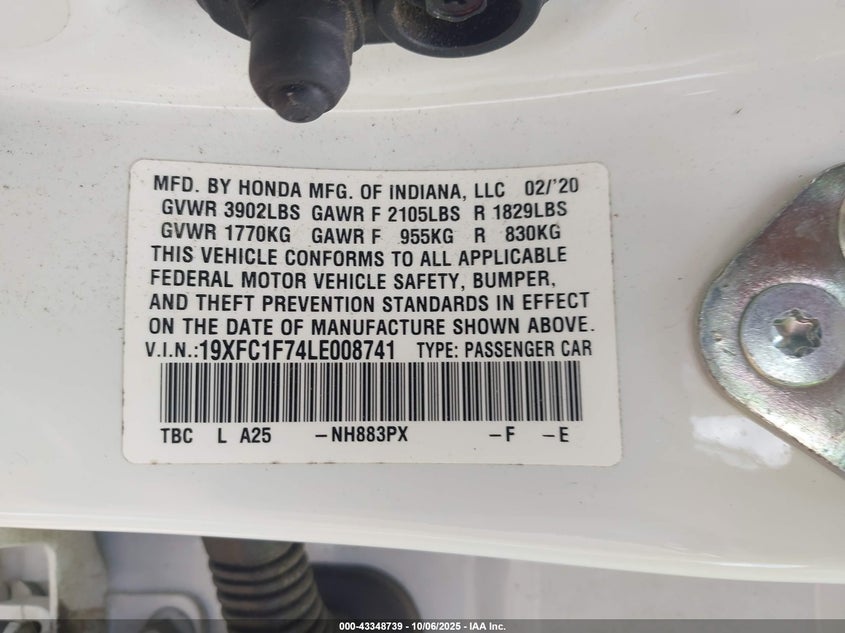 MFD. BY HONDA MFG. OF INDIANA, LLC 02/'20
GVWR 3902LBS GAWR F 2105LBS R 1829LBS
GVWR 1770KG GAWR F 955KG R 830KG
THIS VEHICLE CONFORMS TO ALL APPLICABLE
FEDERAL MOTOR VEHICLE SAFETY, BUMPER,
AND THEFT PREVENTION STANDARDS IN EFFECT
ON THE DATE OF MANUFACTURE SHOWN ABOVE.
V.I.N.:19XFC1F74LE008741 TYPE: PASSENGER CAR
TBC L A25 -NH883PX -F -E
000-43348739 - 10/06/2025 - IAA Inc.